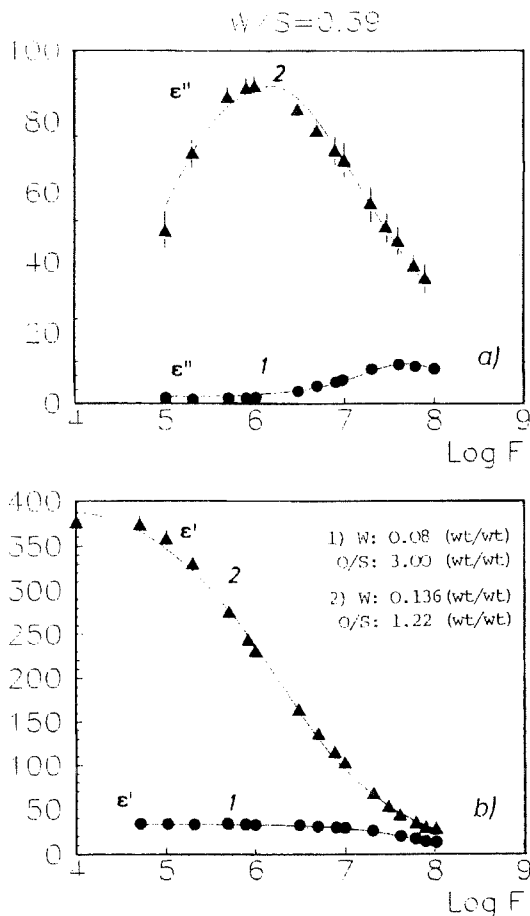 W/S=0.39
100
80
60
40
20
0
ε''
2
ε''
1
a)
4 5 6 7 8 9
Log F
400
350
300
250
200
150
100
50
0
ε'
2
1) W: 0.08 (wt/wt)
O/S: 3.00 (wt/wt)
2) W: 0.136 (wt/wt)
O/S: 1.22 (wt/wt)
ε'
1
b)
4 5 6 7 8 9
Log F